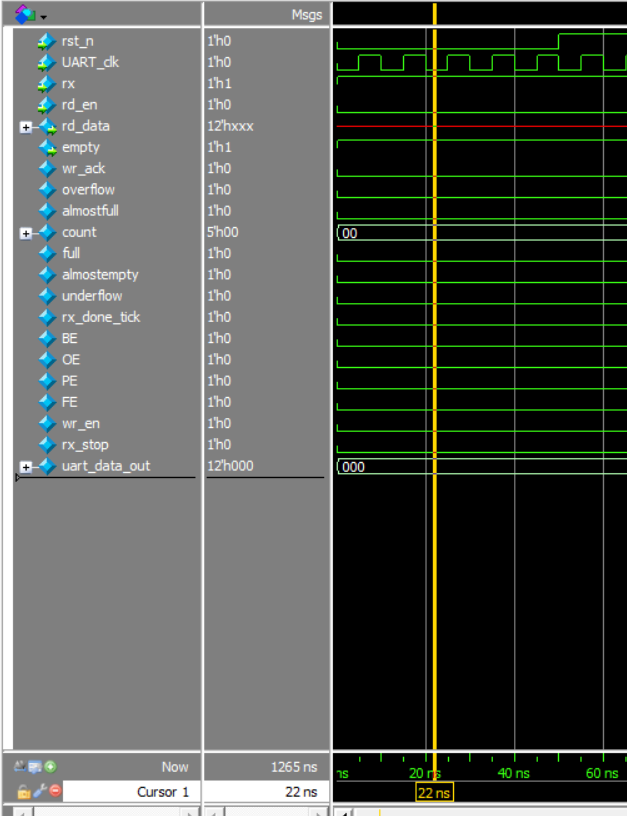 Msgs
rst_n 1'h0
UART_clk 1'h0
rx 1'h1
rd_en 1'h0
rd_data 12'hxxx
empty 1'h1
wr_ack 1'h0
overflow 1'h0
almostfull 1'h0
count 5'h00 00
full 1'h0
almostempty 1'h0
underflow 1'h0
rx_done_tick 1'h0
BE 1'h0
OE 1'h0
PE 1'h0
FE 1'h0
wr_en 1'h0
rx_stop 1'h0
uart_data_out 12'h000 000
Now 1265 ns ns 20 ns 40 ns 60 ns
Cursor 1 22 ns 22 ns